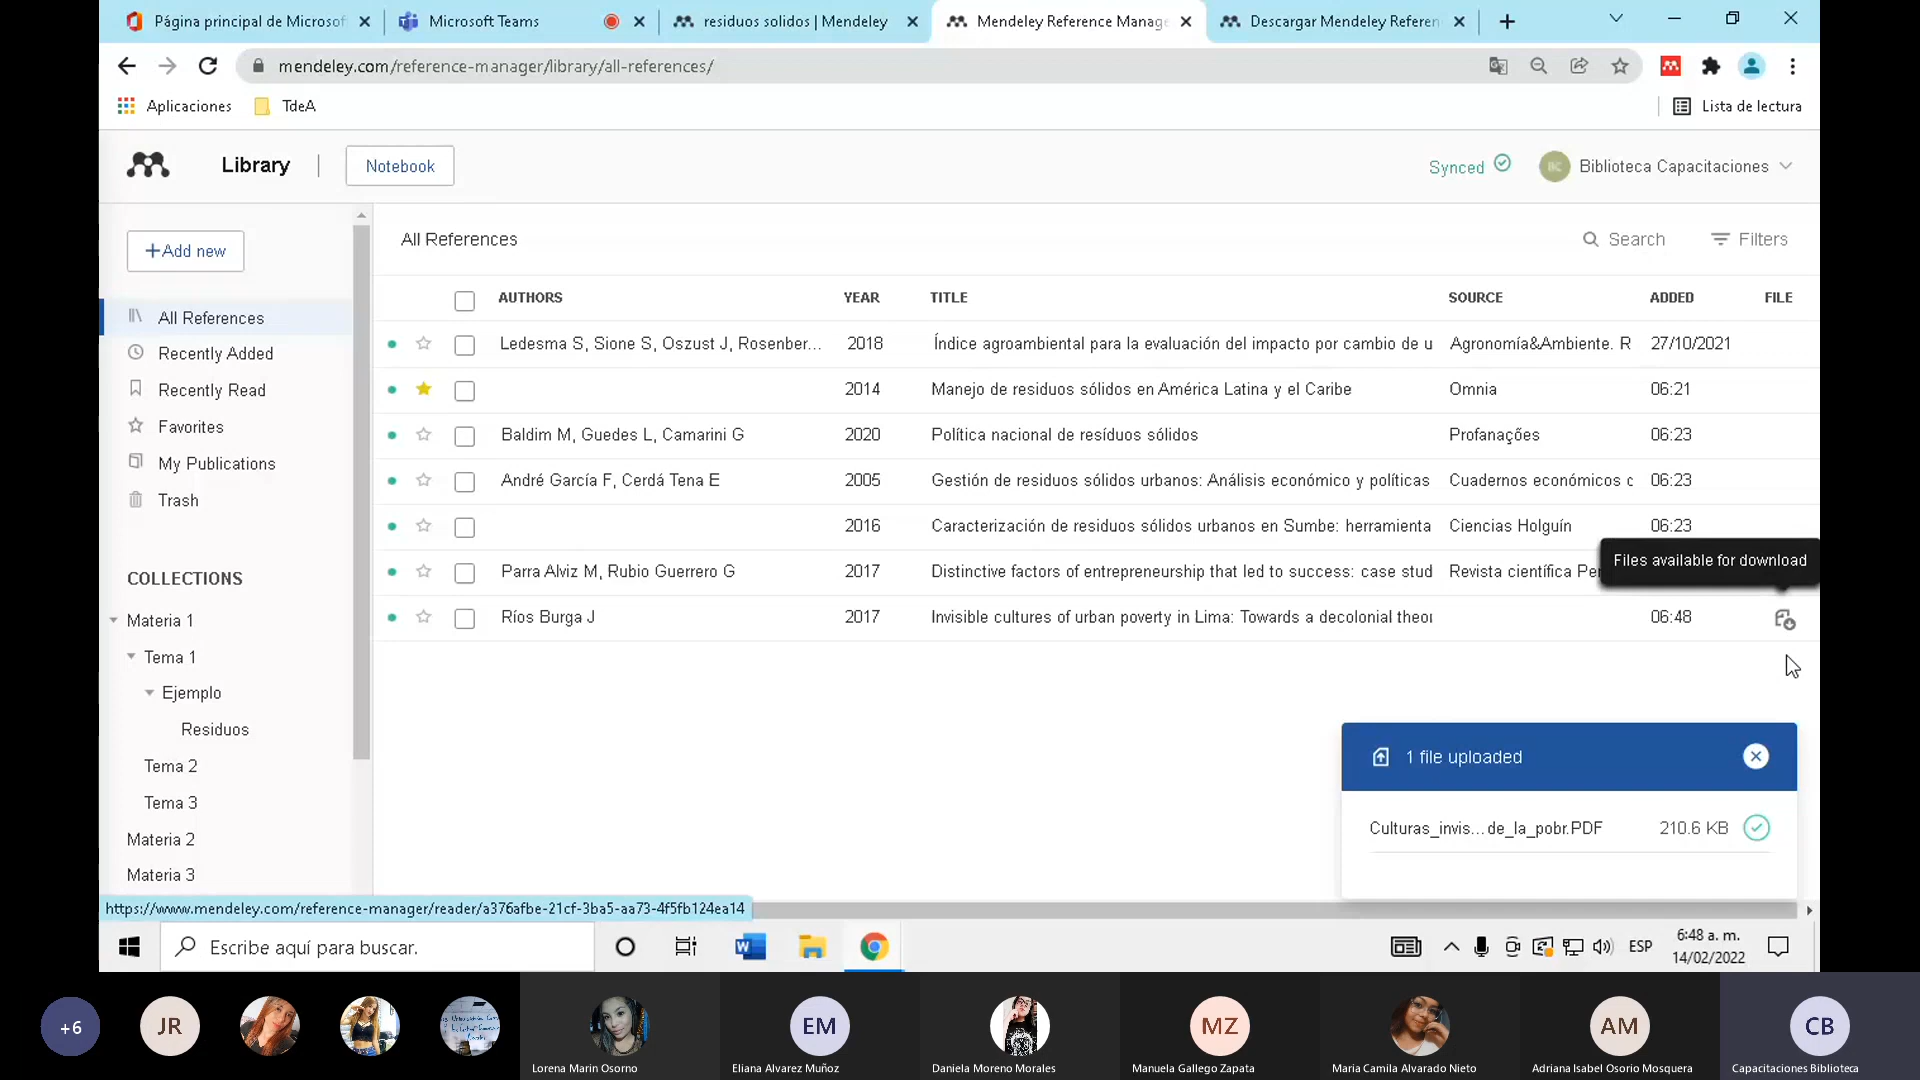 Página principal de Microsof
Microsoft Teams
residuos solidos | Mendeley
Mendeley Reference Manag
Descargar Mendeley Referen
mendeley.com/reference-manager/library/all-references/
Aplicaciones
TdeA
Lista de lectura
Library
Notebook
Synced
Biblioteca Capacitaciones
+Add new
All References
Recently Added
Recently Read
Favorites
My Publications
Trash
COLLECTIONS
Materia 1
Tema 1
Ejemplo
Residuos
Tema 2
Tema 3
Materia 2
Materia 3
All References
Search
Filters
AUTHORS YEAR TITLE SOURCE ADDED FILE
Ledesma S, Sione S, Oszust J, Rosenber... 2018 Índice agroambiental para la evaluación del impacto por cambio de u Agronomía&Ambiente. R 27/10/2021
2014 Manejo de residuos sólidos en América Latina y el Caribe Omnia 06:21
Baldim M, Guedes L, Camarini G 2020 Política nacional de resíduos sólidos Profanações 06:23
André García F, Cerdá Tena E 2005 Gestión de residuos sólidos urbanos: Análisis económico y políticas Cuadernos económicos d 06:23
2016 Caracterización de residuos sólidos urbanos en Sumbe: herramienta Ciencias Holguín 06:23
Parra Alviz M, Rubio Guerrero G 2017 Distinctive factors of entrepreneurship that led to success: case stud Revista científica Pe
Files available for download
Ríos Burga J 2017 Invisible cultures of urban poverty in Lima: Towards a decolonial theor 06:48
1 file uploaded
Culturas_invis...de_la_pobr.PDF 210.6 KB
https://www.mendeley.com/reference-manager/reader/a376afbe-21cf-3ba5-aa73-4f5fb124ea14
Escribe aquí para buscar.
ESP
6:48 a. m.
14/02/2022
+6
JR
EM
MZ
AM
CB
Lorena Marin Osorno
Eliana Alvarez Muñoz
Daniela Moreno Morales
Manuela Gallego Zapata
Maria Camila Alvarado Nieto
Adriana Isabel Osorio Mosquera
Capacitaciones Biblioteca